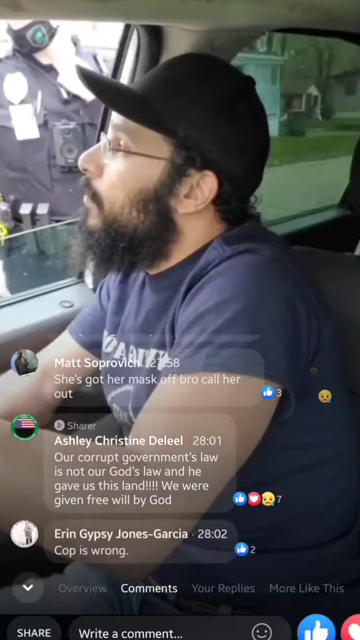 Matt Soprovich 27:58
She's got her mask off bro call her
out
3
Sharer
Ashley Christine Deleel 28:01
Our corrupt government's law
is not our God's law and he
gave us this land!!!! We were
given free will by God
7
Erin Gypsy Jones-Garcia · 28:02
Cop is wrong.
2
Overview Comments Your Replies More Like This
SHARE Write a comment...